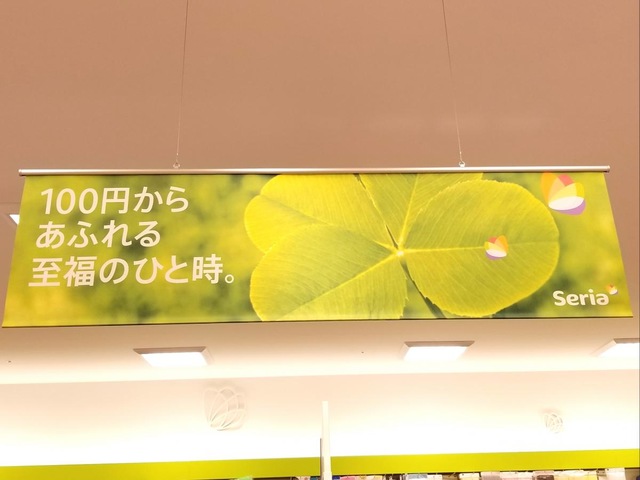 100円から
あふれる
至福のひと時。
Seria